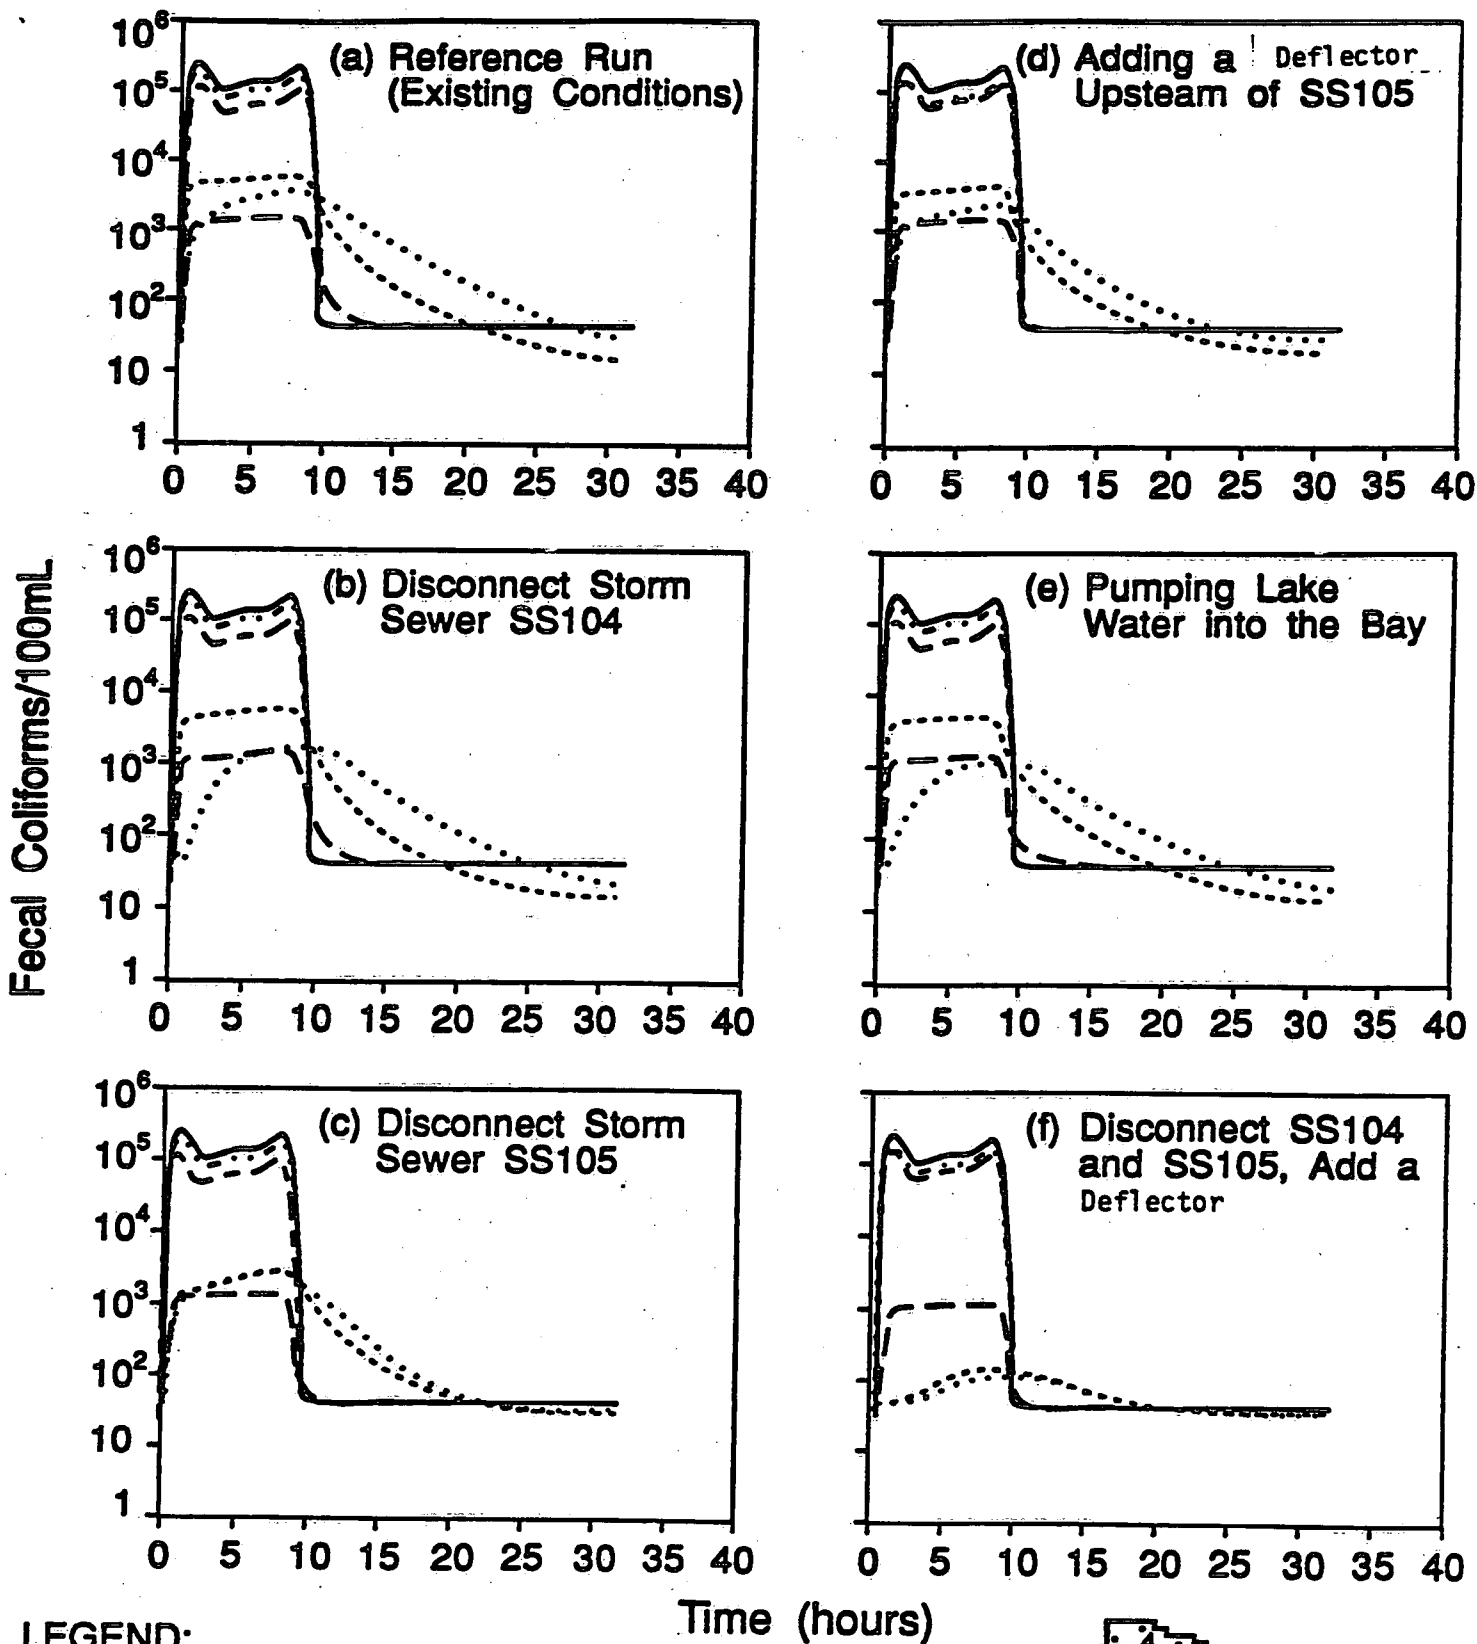 (a) Reference Run
(Existing Conditions)
10⁶
10⁵
10⁴
10³
10²
10
1
0 5 10 15 20 25 30 35 40
(d) Adding a Deflector
Upsteam of SS105
0 5 10 15 20 25 30 35 40
Fecal Coliforms/100mL
(b) Disconnect Storm
Sewer SS104
10⁶
10⁵
10⁴
10³
10²
10
1
0 5 10 15 20 25 30 35 40
(e) Pumping Lake
Water into the Bay
0 5 10 15 20 25 30 35 40
(c) Disconnect Storm
Sewer SS105
10⁶
10⁵
10⁴
10³
10²
10
1
0 5 10 15 20 25 30 35 40
(f) Disconnect SS104
and SS105, Add a
Deflector
0 5 10 15 20 25 30 35 40
Time (hours)
LEGEND: